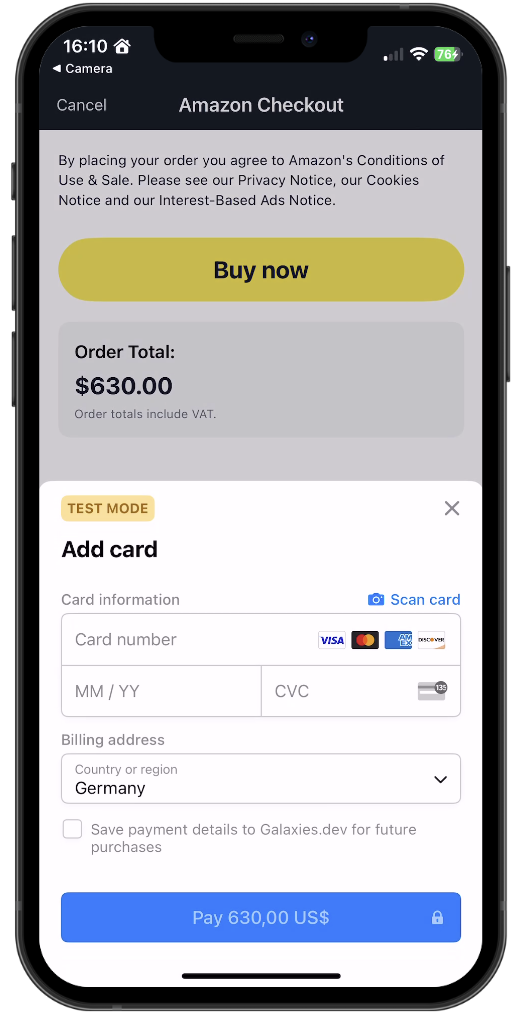 16:10
76
Camera
Cancel
Amazon Checkout
By placing your order you agree to Amazon's Conditions of
Use & Sale. Please see our Privacy Notice, our Cookies
Notice and our Interest-Based Ads Notice.
Buy now
Order Total:
$630.00
Order totals include VAT.
TEST MODE
Add card
Card information
Scan card
Card number
VISA
AM
EX
DISCOVER
MM / YY
CVC
135
Billing address
Country or region
Germany
Save payment details to Galaxies.dev for future
purchases
Pay 630,00 US$